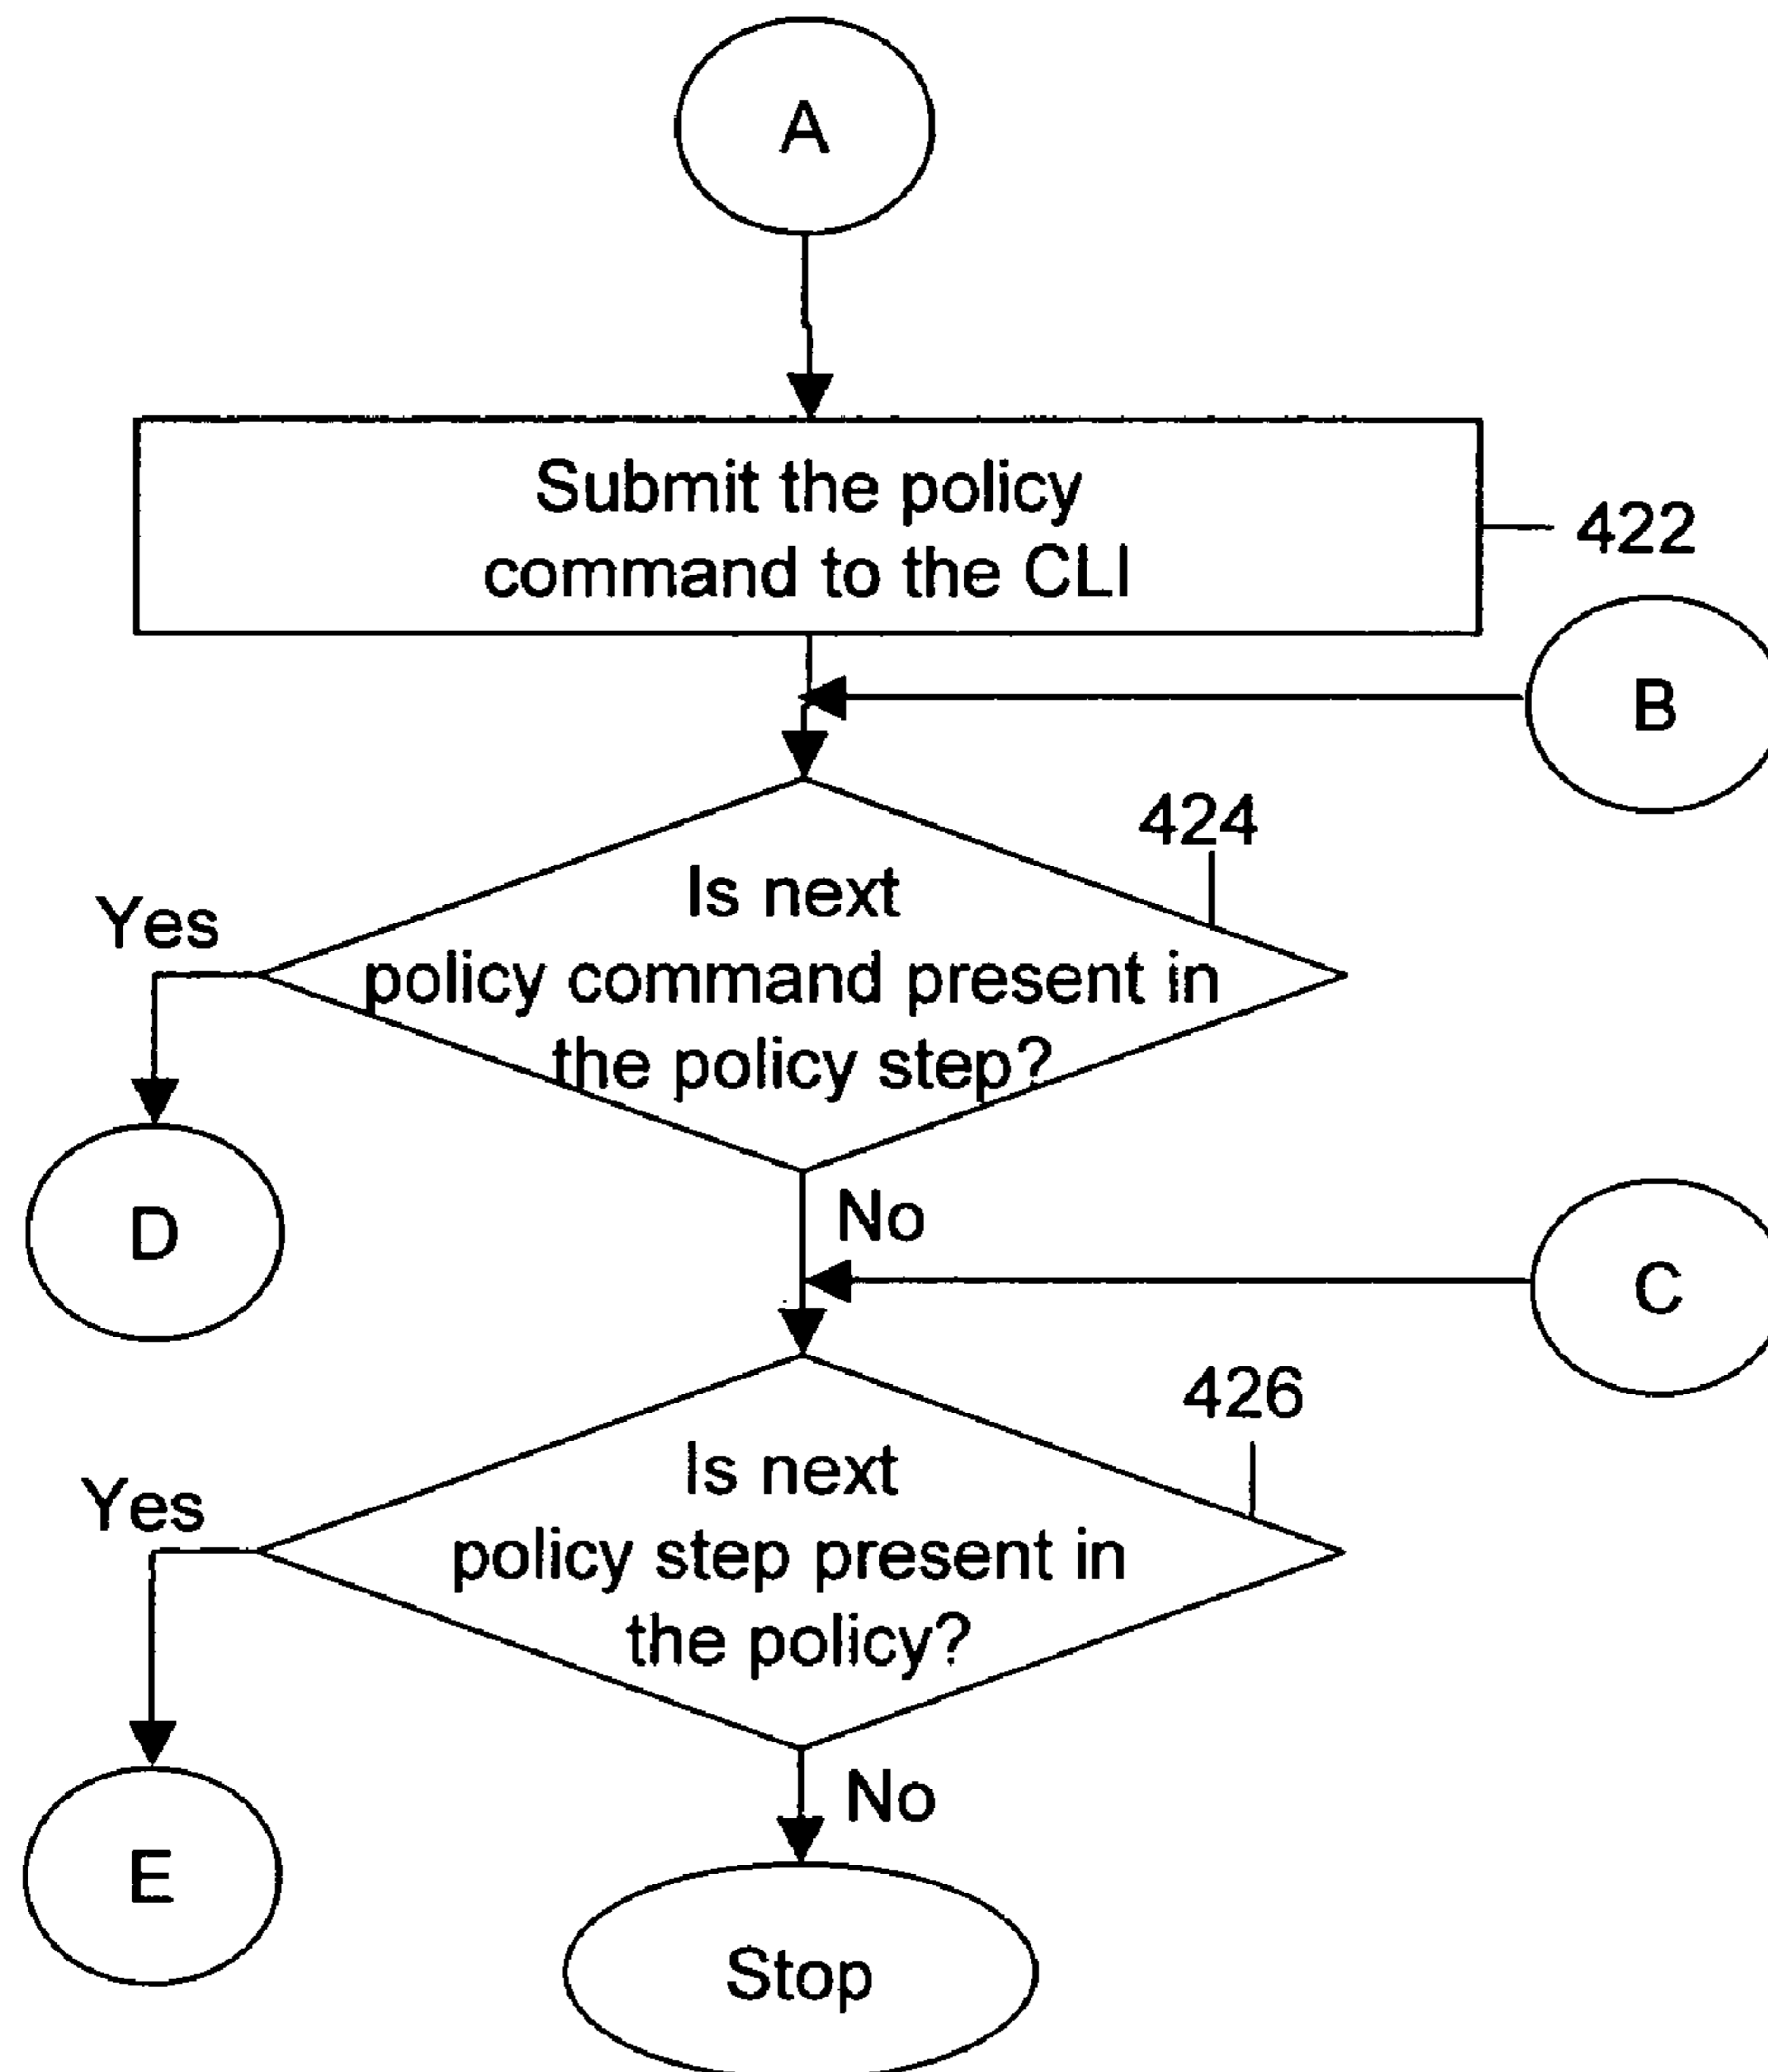 A
Submit the policy
command to the CLI
422
B
424
Is next
policy command present in
the policy step?
Yes
D
No
C
426
Is next
policy step present in
the policy?
Yes
E
No
Stop